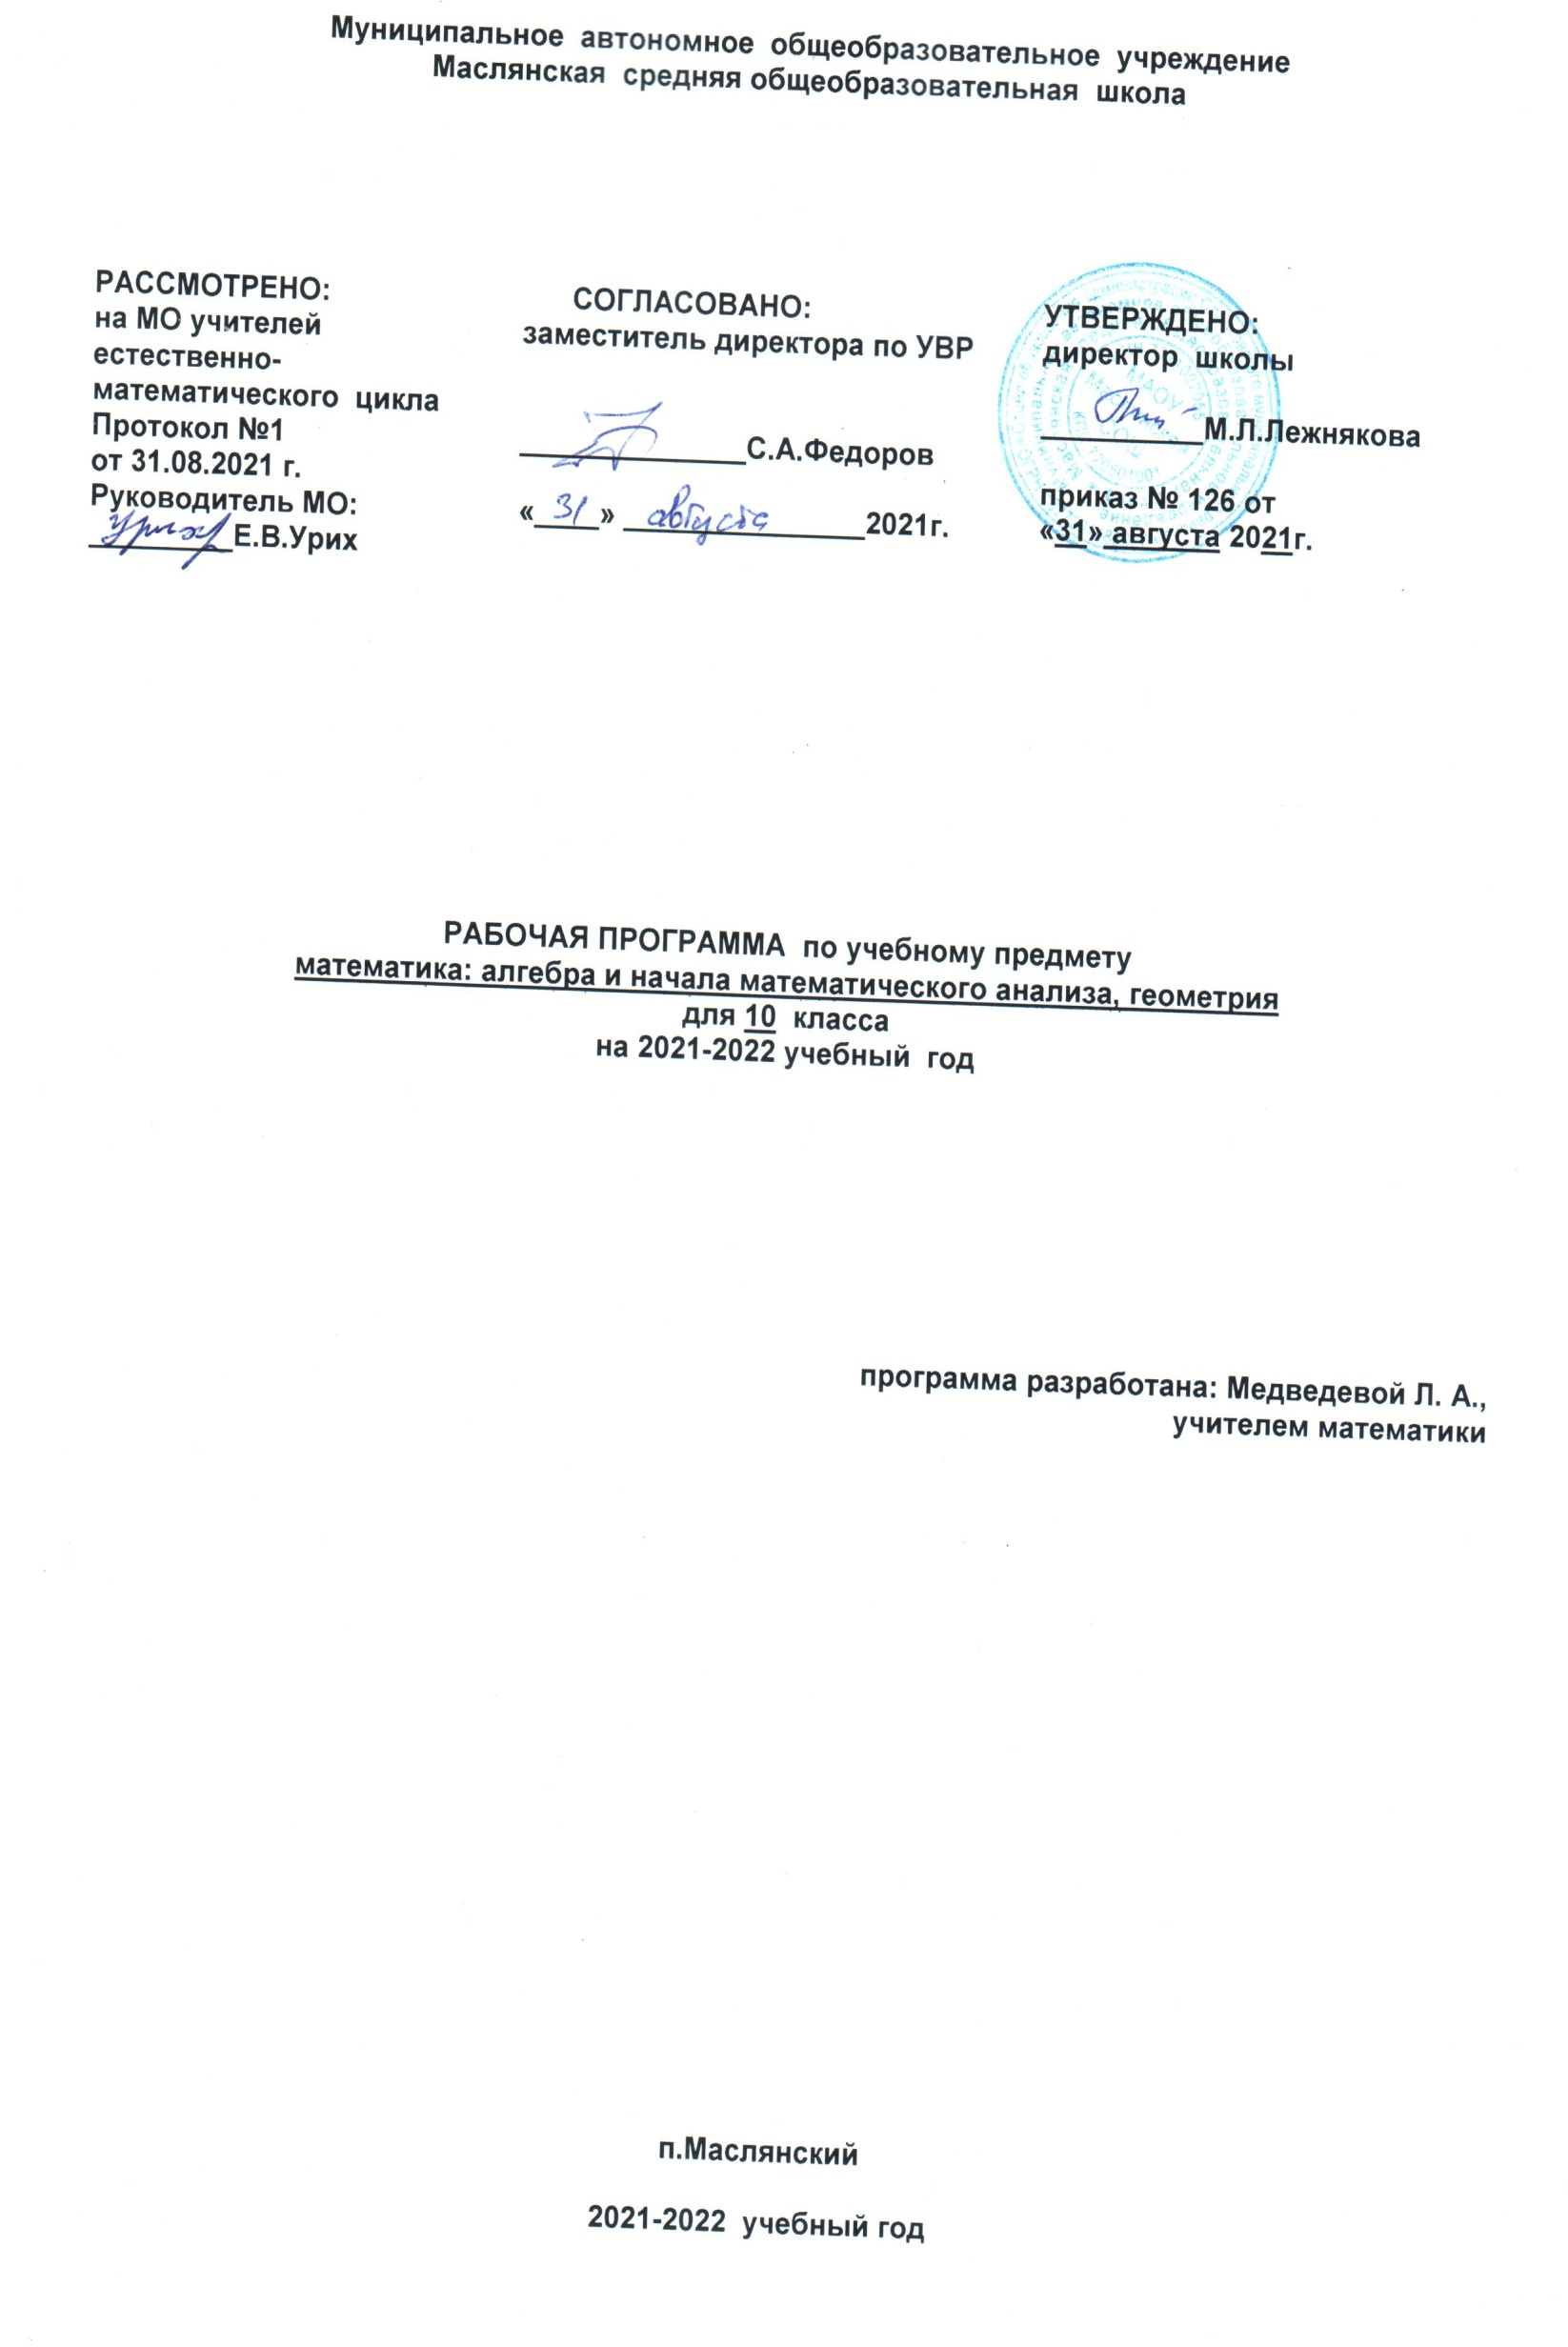 Муниципальное автономное общеобразовательное учреждение
Маслянская средняя общеобразовательная школа
РАССМОТРЕНО:
на МО учителей
естественно-
математического цикла
Протокол №1
от 31.08.2021 г.
Руководитель МО:
Урих Е.В.Урих
СОГЛАСОВАНО:
заместитель директора по УВР
С.А.Федоров
«31» августа 2021г.
УТВЕРЖДЕНО:
директор школы
М.Л.Лежнякова
приказ № 126 от
«31» августа 2021г.
МАОУ
РАБОЧАЯ ПРОГРАММА по учебному предмету
математика: алгебра и начала математического анализа, геометрия
для 10 класса
на 2021-2022 учебный год
программа разработана: Медведевой Л. А.,
учителем математики
п.Маслянский
2021-2022 учебный год